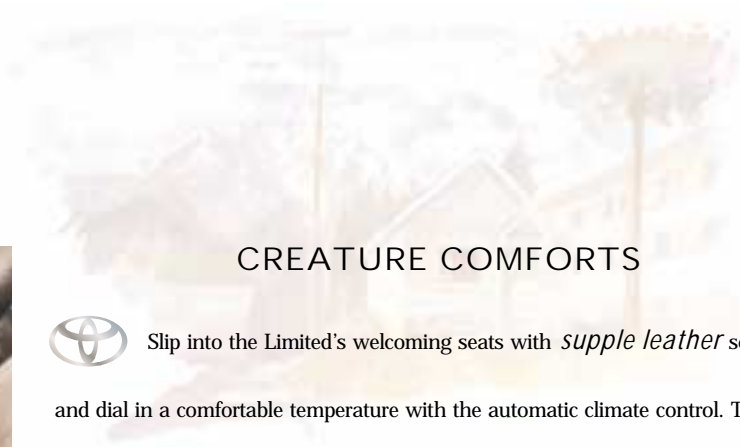 CREATURE COMFORTS
Slip into the Limited's welcoming seats with supple leather
and dial in a comfortable temperature with the automatic climate control.